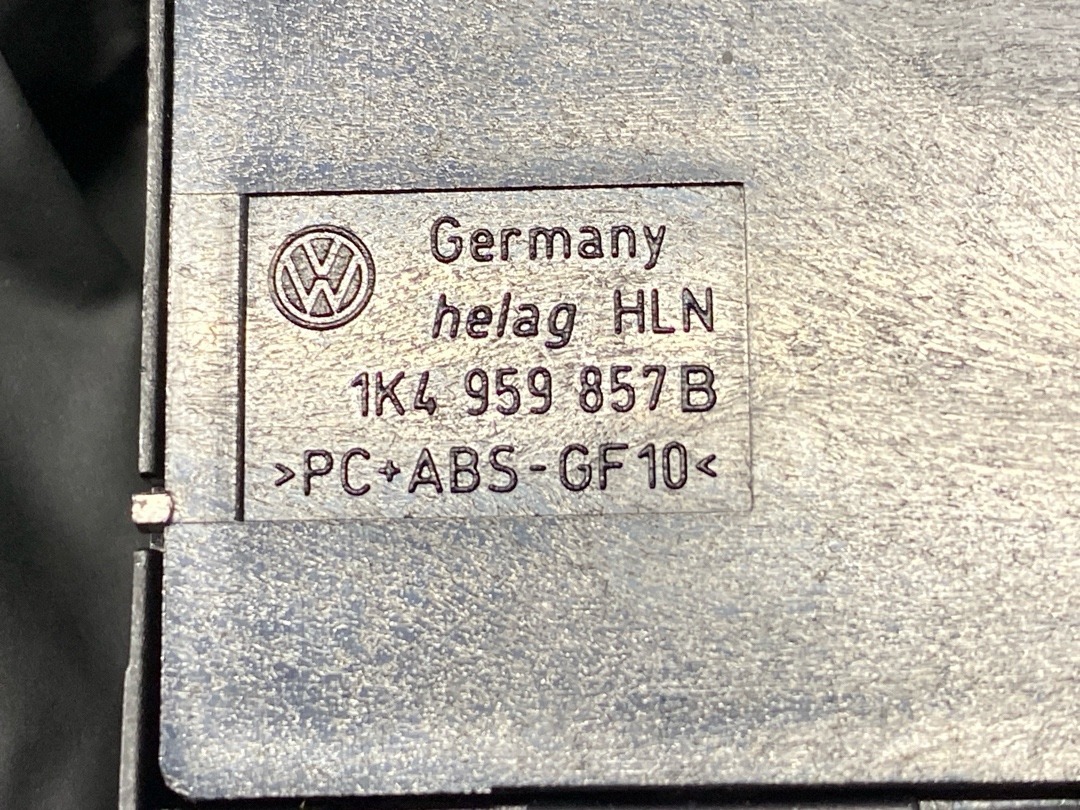 Germany
helag HLN
1K4 959 857 B
>PC+ABS-GF10<